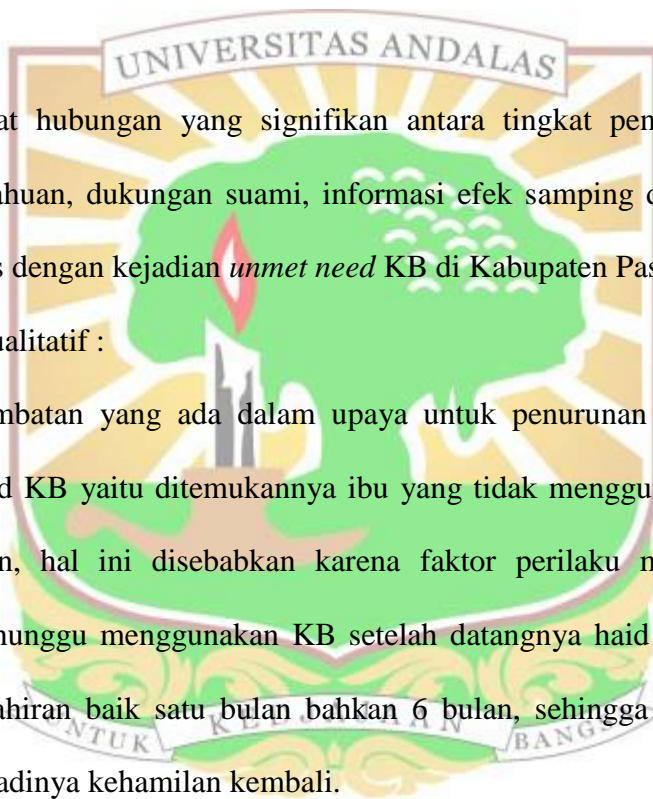 UNIVERSITAS ANDALAS
at hubungan yang signifikan antara tingkat pen
ahuan, dukungan suami, informasi efek samping d
s dengan kejadian unmet need KB di Kabupaten Pas
ualitatif :
mbatan yang ada dalam upaya untuk penurunan
d KB yaitu ditemukannya ibu yang tidak menggu
n, hal ini disebabkan karena faktor perilaku m
nunggu menggunakan KB setelah datangnya haid
ahiran baik satu bulan bahkan 6 bulan, sehingga
UNTUK KEDJAJAAN BANGSA
adinya kehamilan kembali.